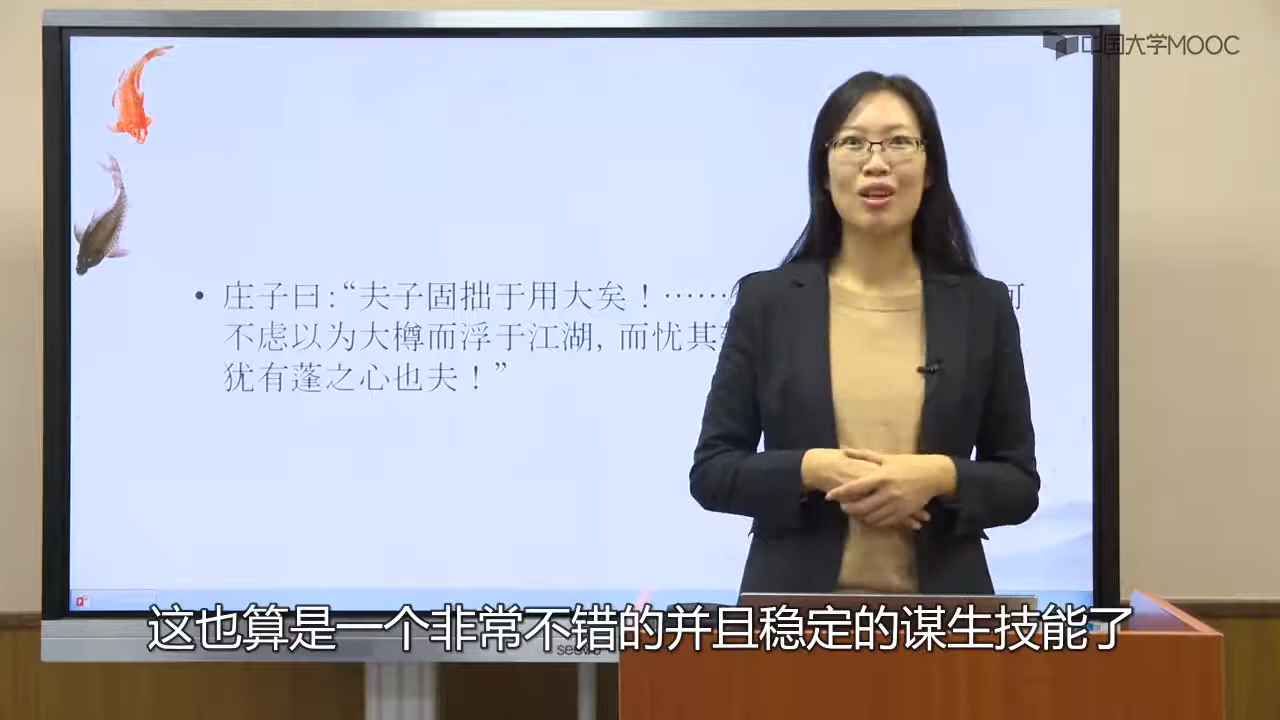 中国大学MOOC
• 庄子曰：“夫子固拙于用大矣！……
不虑以为大樽而浮于江湖，而忧其
犹有蓬之心也夫！”
这也算是一个非常不错的并且稳定的谋生技能了